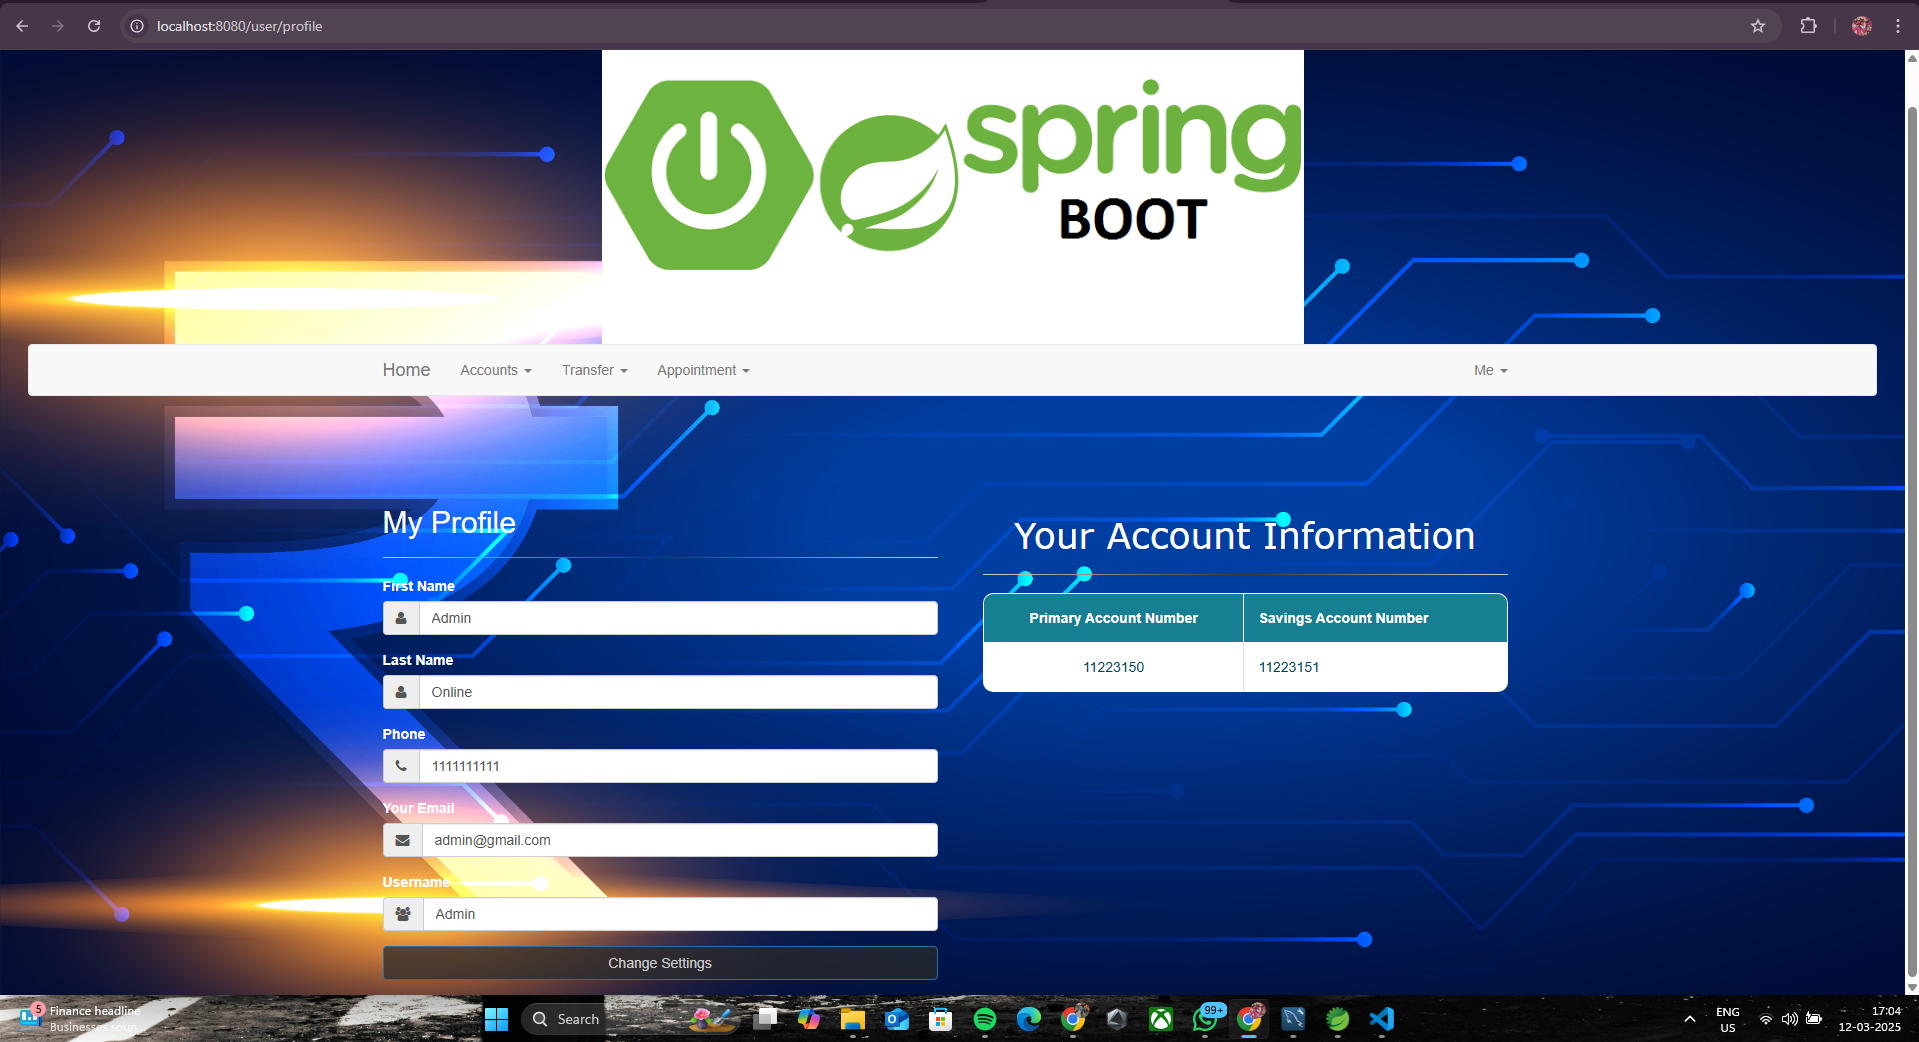 localhost:8080/user/profile
spring
BOOT
Home
Accounts
Transfer
Appointment
Me
My Profile
First Name
Admin
Last Name
Online
Phone
1111111111
Your Email
admin@gmail.com
Username
Admin
Change Settings
Your Account Information
Primary Account Number Savings Account Number
11223150 11223151
5
Finance headline
Businesses soun...
Search
99+
ENG
US
17:04
12-03-2025